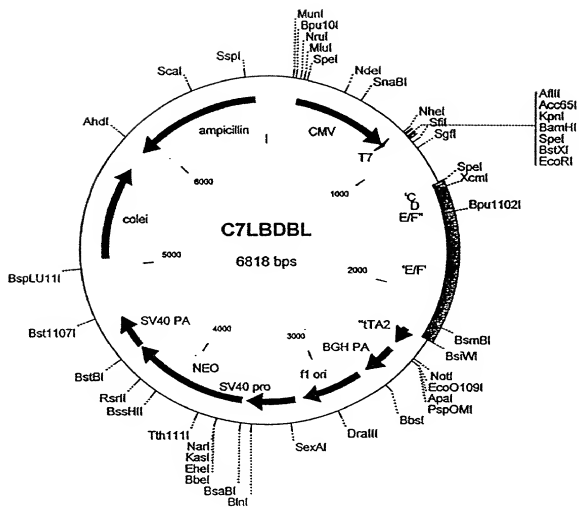 MunI
Bpu10I
NruI
MluI
SpeI
NdeI
SnaBI
NheI
SfiI
SgfI
AflII
Acc65I
KpnI
BamHI
SpeI
BstXI
EcoRI
SpeI
XcmI
Bpu1102I
BsmBI
BsiWI
NotI
EcoO109I
ApaI
PspOMI
BbsI
DraIII
SexAI
BlnI
BsaBI
BbeI
EheI
KasI
NarI
Tth111I
BssHII
RsrII
BstBI
Bst1107I
BspLU11I
AhdI
ScaI
SspI
ampicillin
CMV
T7
1000
'C
D
E/F"
'E/F'
2000
"tTA2
BGH PA
3000
f1 ori
SV40 pro
NEO
4000
SV40 PA
5000
colei
6000
C7LBDBL
6818 bps